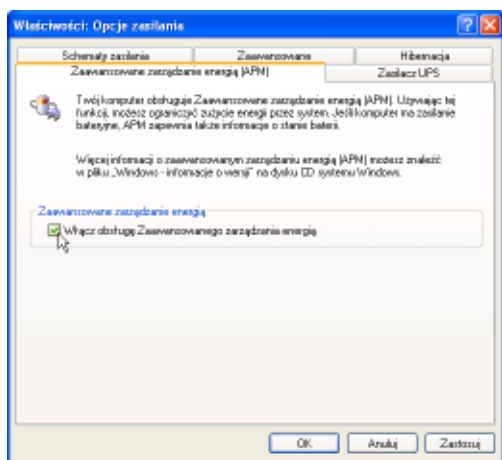 Właściwości: Opcje zasilania
Schematy zasilania
Zaawansowane
Hibernacja
Zaawansowane zarządzanie energią (APM)
Zasilacz UPS
Twój komputer obsługuje Zaawansowane zarządzanie energią (APM). Używając tej
funkcji, możesz ograniczyć zużycie energii przez system. Jeśli komputer ma zasilanie
bateryjne, APM zapewnia także informacje o stanie baterii.
Więcej informacji o zaawansowanym zarządzaniu energią (APM) możesz znaleźć
w pliku „Windows - informacje o wersji” na dysku CD systemu Windows.
Zaawansowane zarządzanie energią
Włącz obsługę Zaawansowanego zarządzania energią
OK
Anuluj
Zastosuj